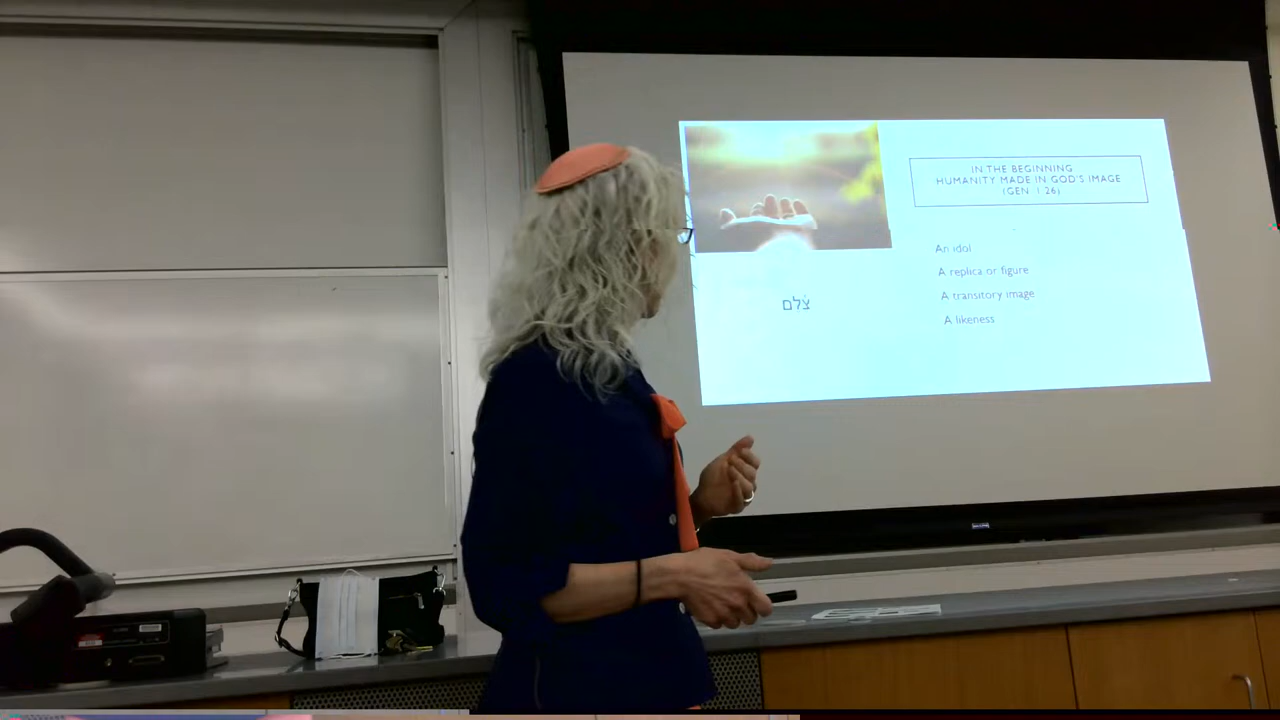 IN THE BEGINNING
HUMANITY MADE IN GOD'S IMAGE
(GEN 1 26)
An idol
A replica or figure
A transitory image
A likeness
צלם